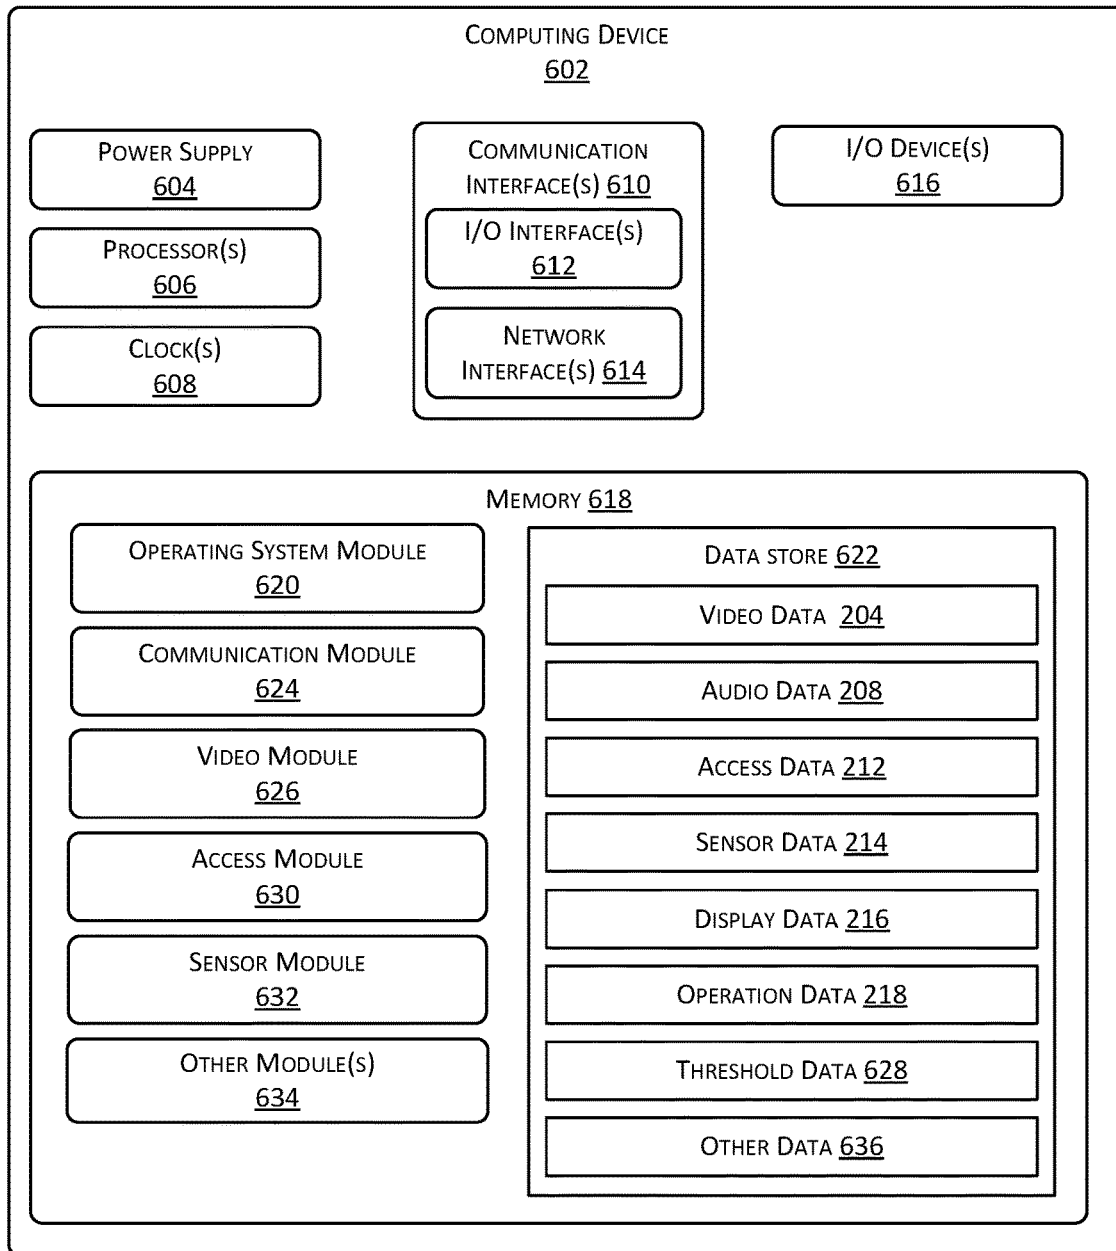 COMPUTING DEVICE
602
POWER SUPPLY
604
PROCESSOR(S)
606
CLOCK(S)
608
COMMUNICATION
INTERFACE(S) 610
I/O INTERFACE(S)
612
NETWORK
INTERFACE(S) 614
I/O DEVICE(S)
616
MEMORY 618
OPERATING SYSTEM MODULE
620
COMMUNICATION MODULE
624
VIDEO MODULE
626
ACCESS MODULE
630
SENSOR MODULE
632
OTHER MODULE(S)
634
DATA STORE 622
VIDEO DATA 204
AUDIO DATA 208
ACCESS DATA 212
SENSOR DATA 214
DISPLAY DATA 216
OPERATION DATA 218
THRESHOLD DATA 628
OTHER DATA 636